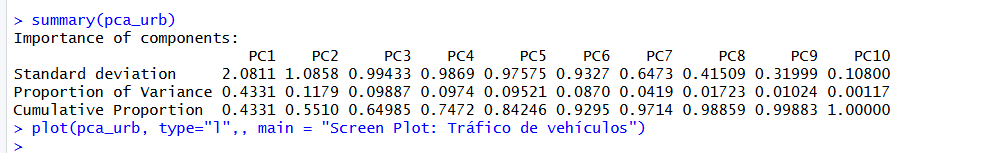 > summary(pca_urb)
Importance of components:
PC1 PC2 PC3 PC4 PC5 PC6 PC7 PC8 PC9 PC10
Standard deviation 2.0811 1.0858 0.99433 0.9869 0.97575 0.9327 0.6473 0.41509 0.31999 0.10800
Proportion of Variance 0.4331 0.1179 0.09887 0.0974 0.09521 0.0870 0.0419 0.01723 0.01024 0.00117
Cumulative Proportion 0.4331 0.5510 0.64985 0.7472 0.84246 0.9295 0.9714 0.98859 0.99883 1.00000
> plot(pca_urb, type="l",, main = "Screen Plot: Tráfico de vehículos")
>